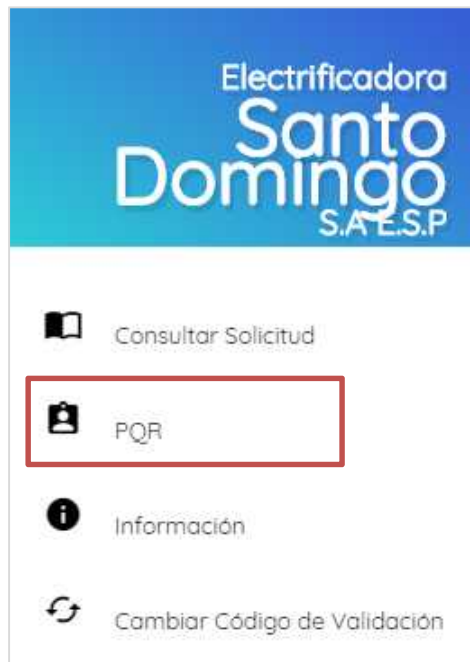 Electrificadora
Santo
Domingo
S.A E.S.P
Consultar Solicitud
PQR
Información
Cambiar Código de Validación